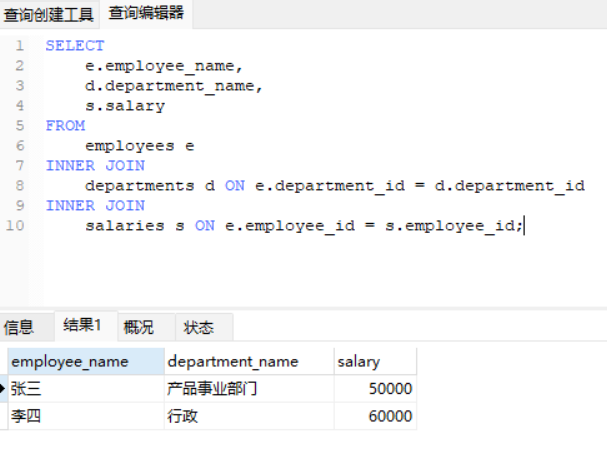 查询创建工具 查询编辑器
1 SELECT
2 e.employee_name,
3 d.department_name,
4 s.salary
5 FROM
6 employees e
7 INNER JOIN
8 departments d ON e.department_id = d.department_id
9 INNER JOIN
10 salaries s ON e.employee_id = s.employee_id;
信息 结果1 概况 状态
employee_name department_name salary
张三 产品事业部门 50000
李四 行政 60000